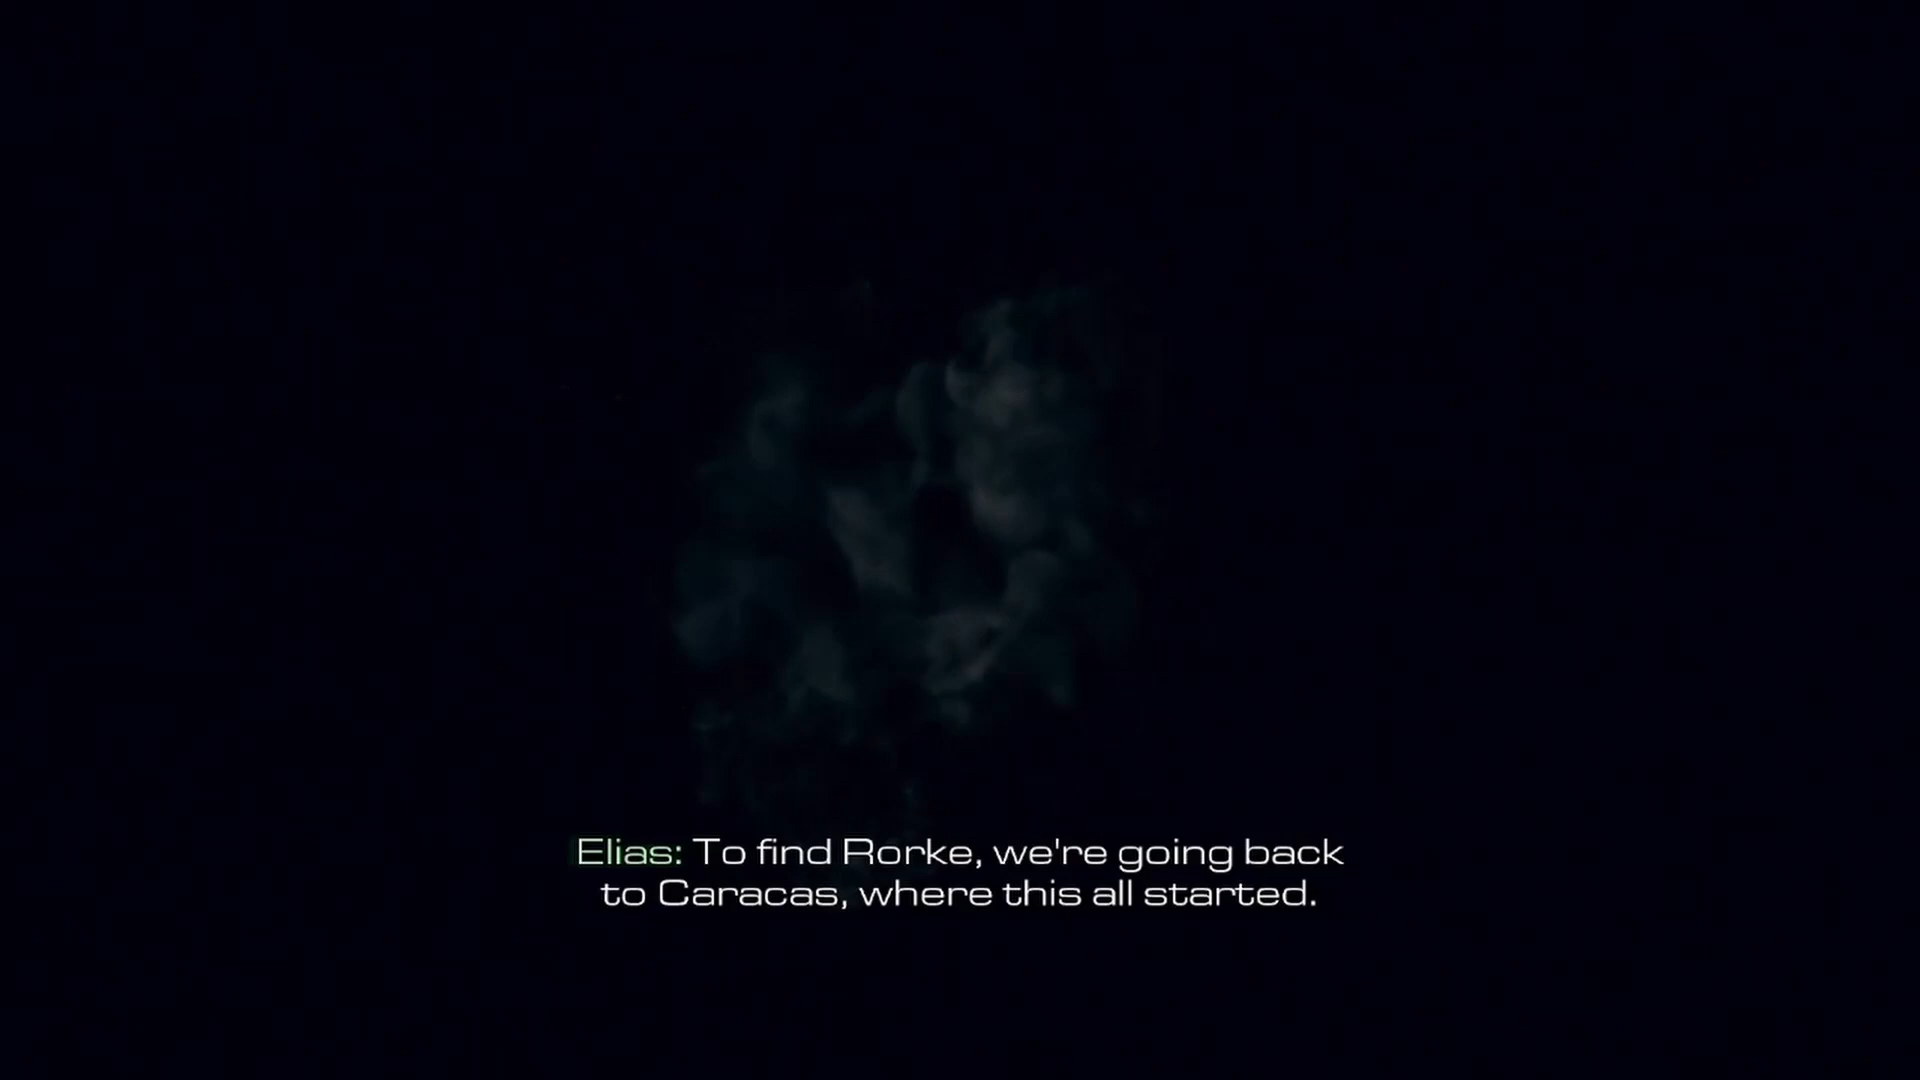 Elias: To find Rorke, we're going back
to Caracas, where this all started.